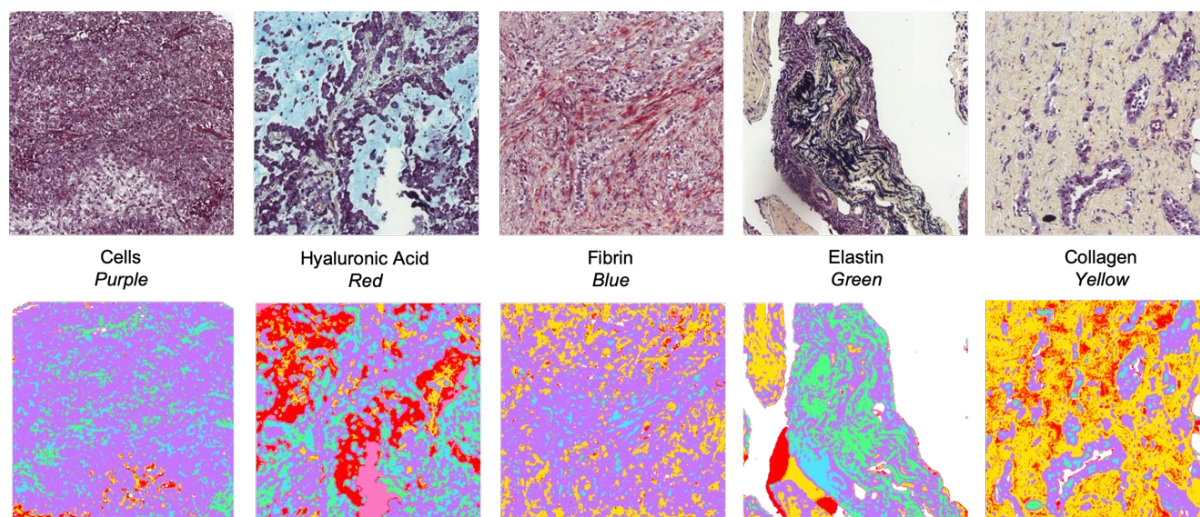 Cells
Purple
Hyaluronic Acid
Red
Fibrin
Blue
Elastin
Green
Collagen
Yellow